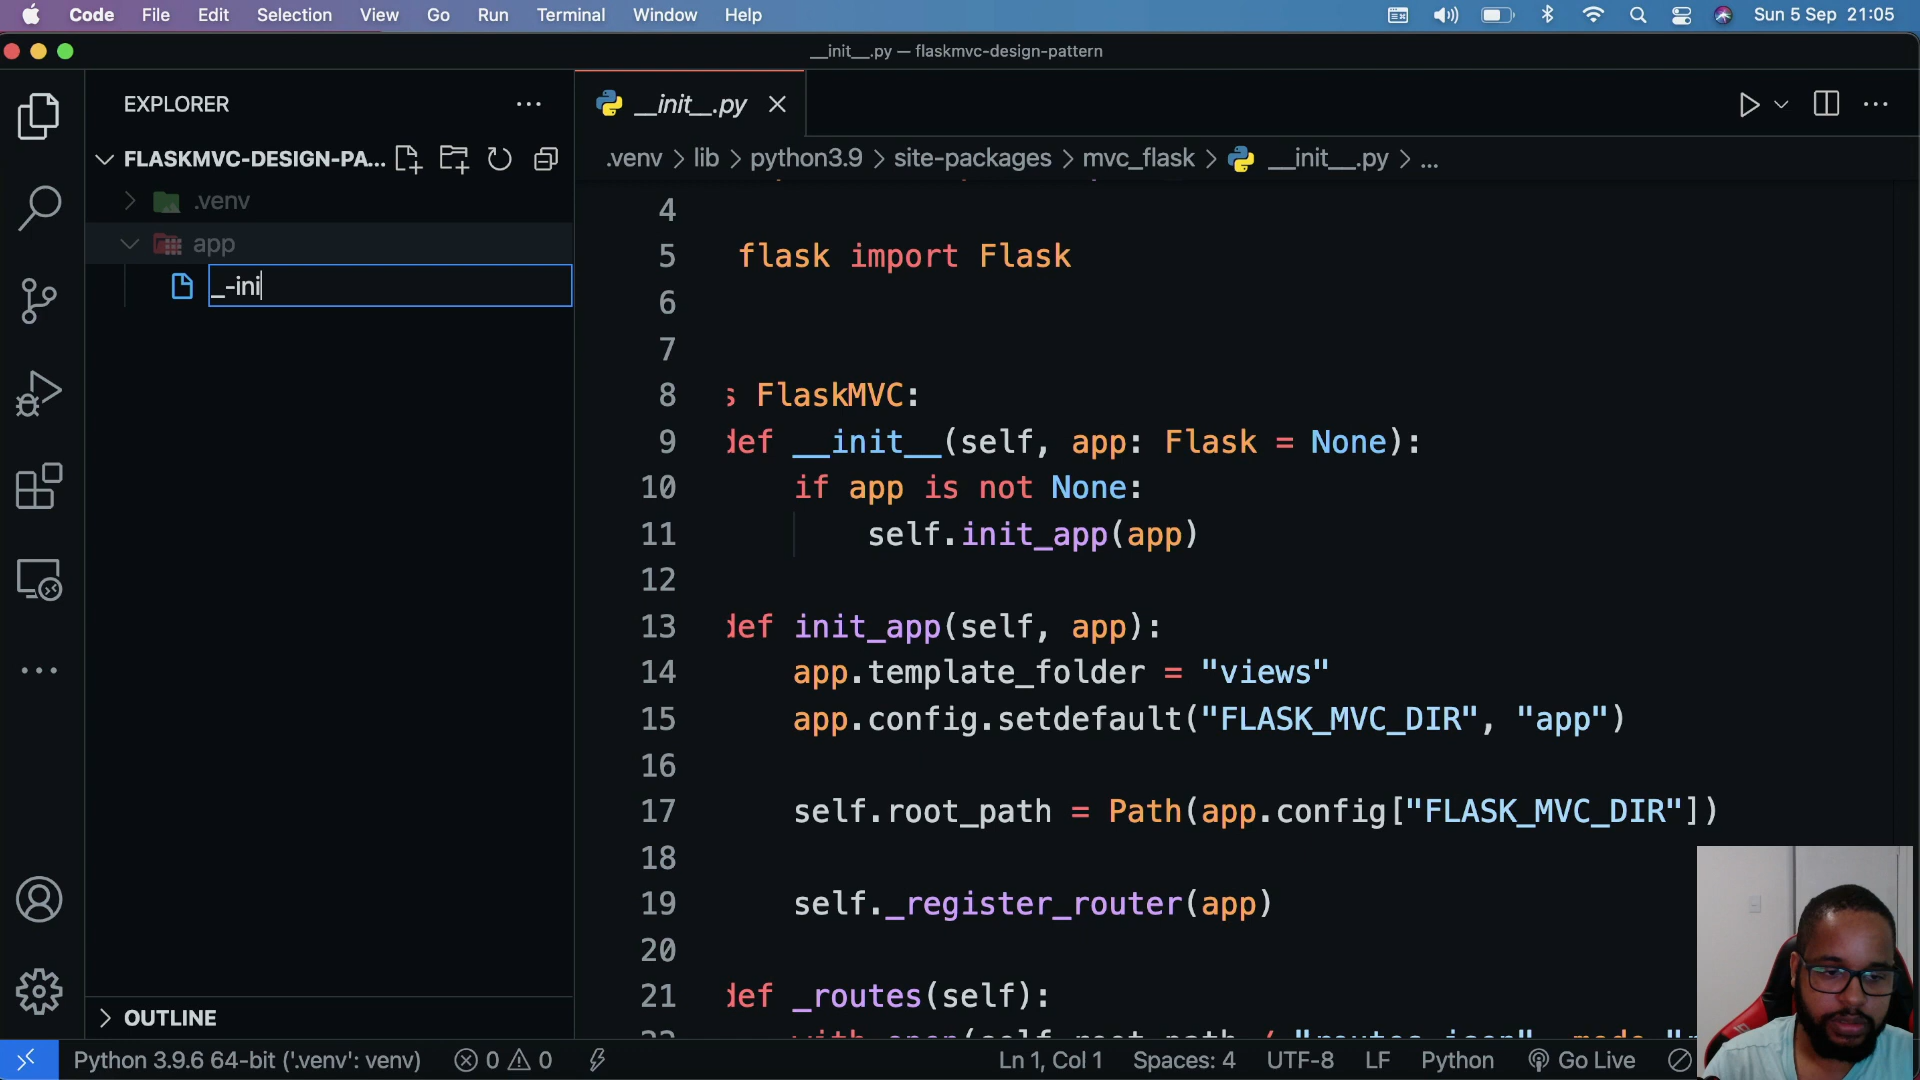 Code File Edit Selection View Go Run Terminal Window Help Sun 5 Sep 21:05
__init__.py — flaskmvc-design-pattern
EXPLORER
FLASKMVC-DESIGN-PA...
.venv
app
_-ini
OUTLINE
__init__.py
.venv > lib > python3.9 > site-packages > mvc_flask > __init__.py > ...
4
5 flask import Flask
6
7
8 s FlaskMVC:
9 def __init__(self, app: Flask = None):
10 if app is not None:
11 self.init_app(app)
12
13 def init_app(self, app):
14 app.template_folder = "views"
15 app.config.setdefault("FLASK_MVC_DIR", "app")
16
17 self.root_path = Path(app.config["FLASK_MVC_DIR"])
18
19 self._register_router(app)
20
21 def _routes(self):
Python 3.9.6 64-bit ('.venv': venv) 0 0 Ln 1, Col 1 Spaces: 4 UTF-8 LF Python Go Live